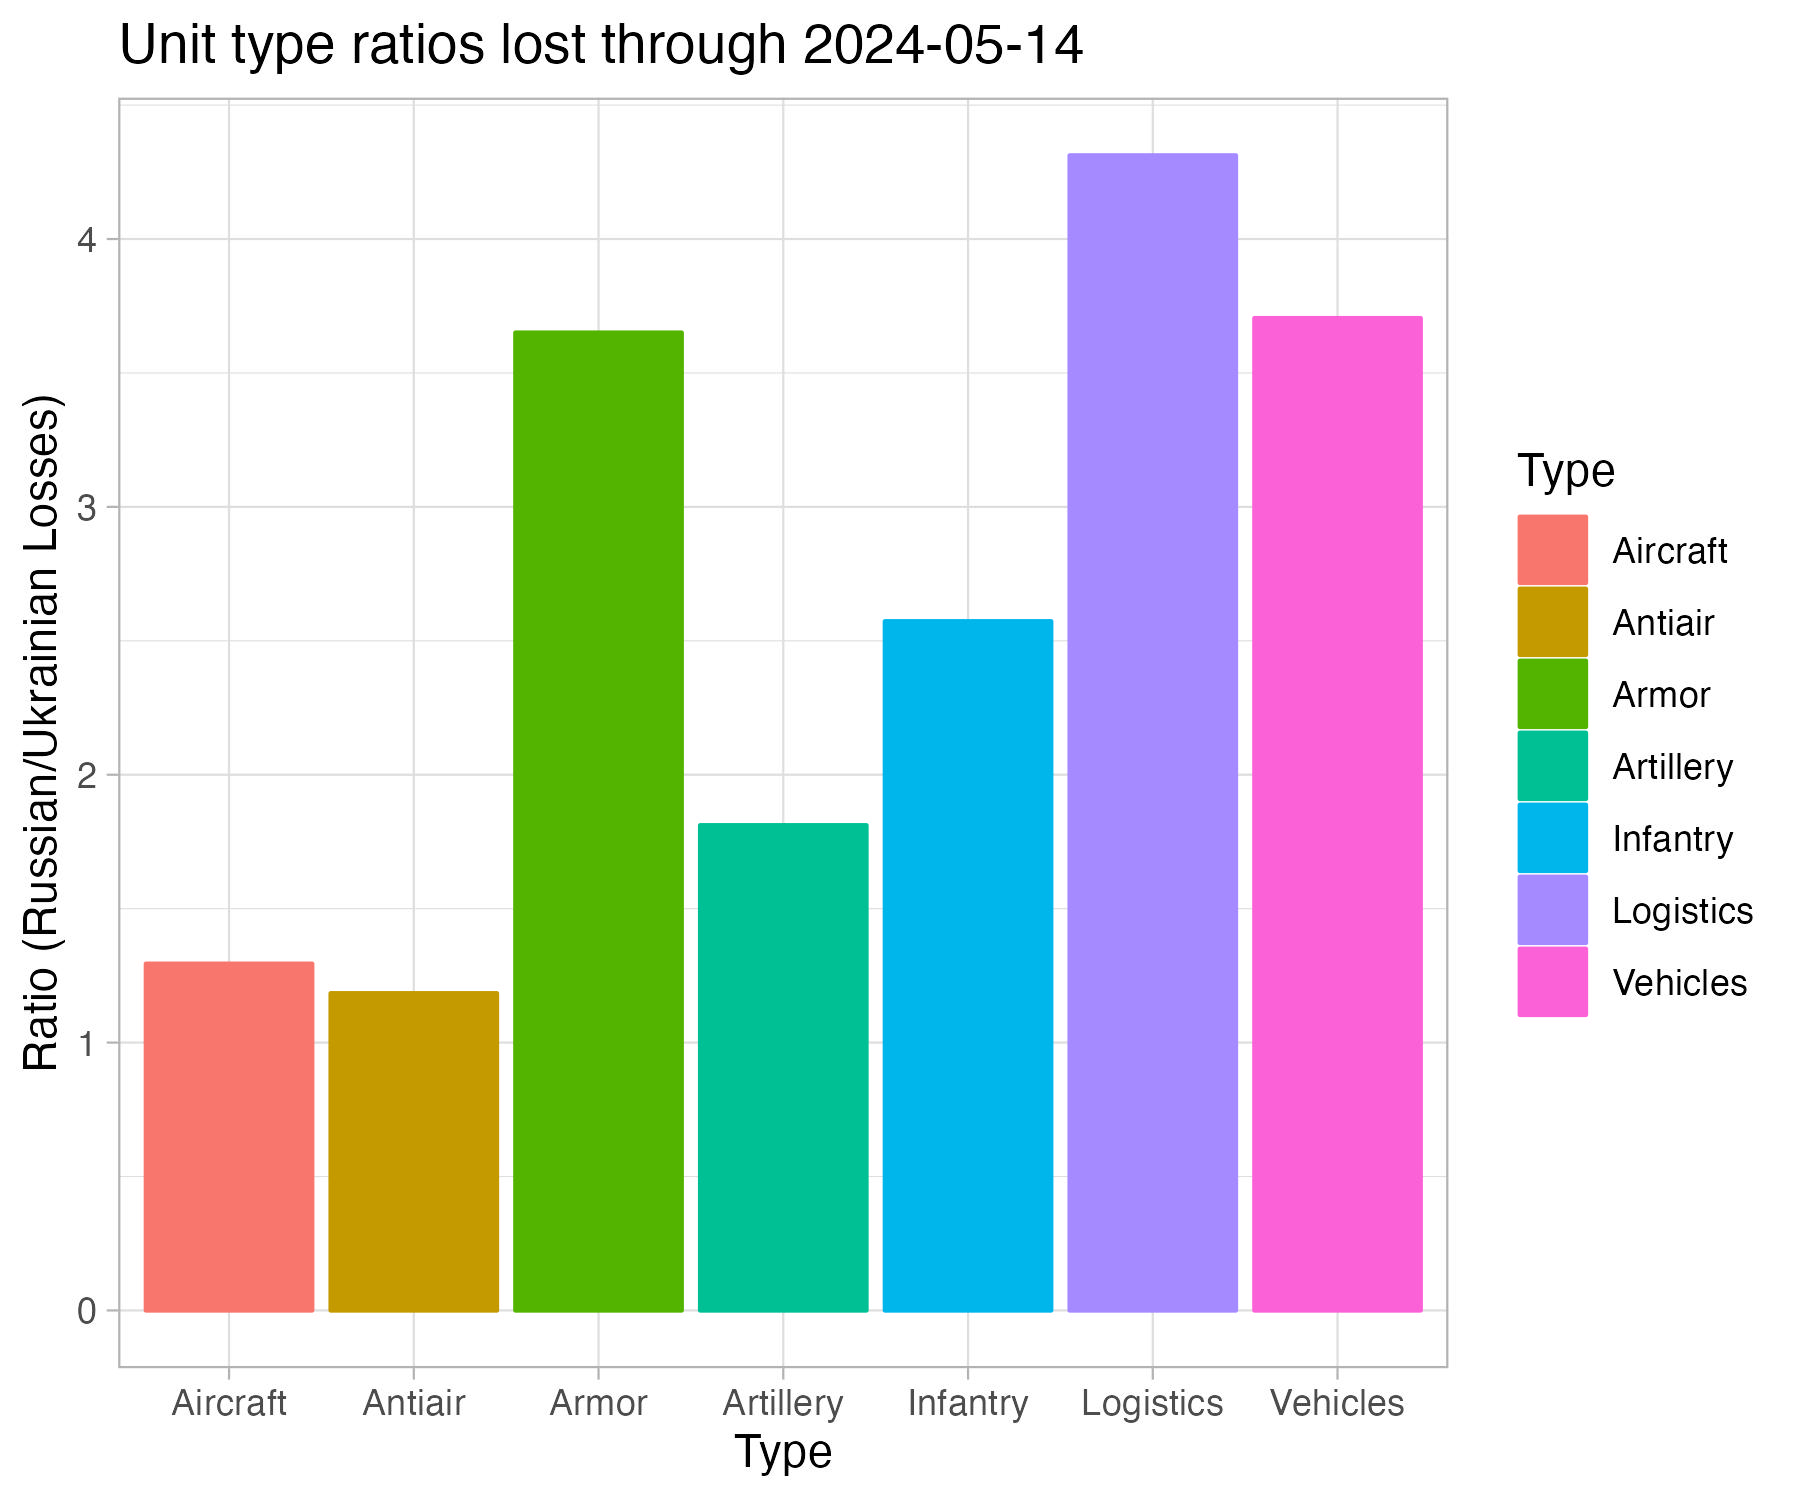 Unit type ratios lost through 2024-05-14
Ratio (Russian/Ukrainian Losses)
4
3
2
1
0
Aircraft
Antiair
Armor
Artillery
Infantry
Logistics
Vehicles
Type
Type
Aircraft
Antiair
Armor
Artillery
Infantry
Logistics
Vehicles